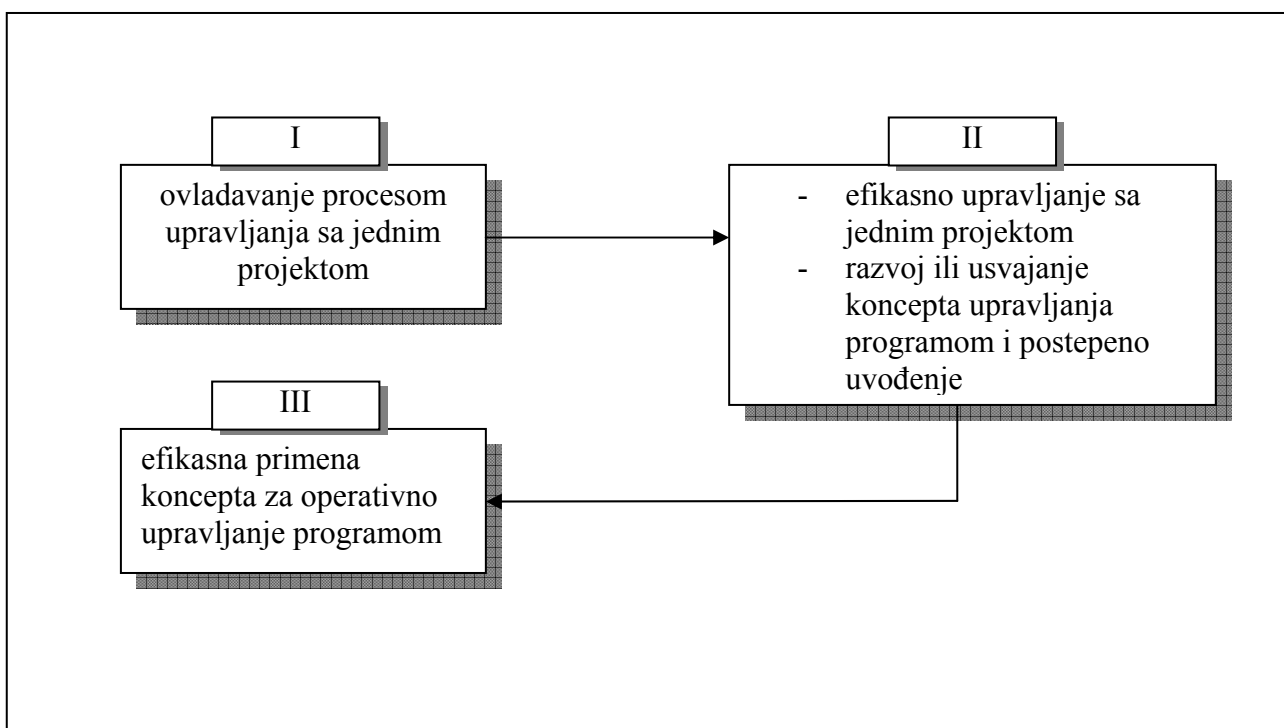 I
ovladavanje procesom
upravljanja sa jednim
projektom
II
- efikasno upravljanje sa
jednim projektom
- razvoj ili usvajanje
koncepta upravljanja
programom i postepeno
uvođenje
III
efikasna primena
koncepta za operativno
upravljanje programom